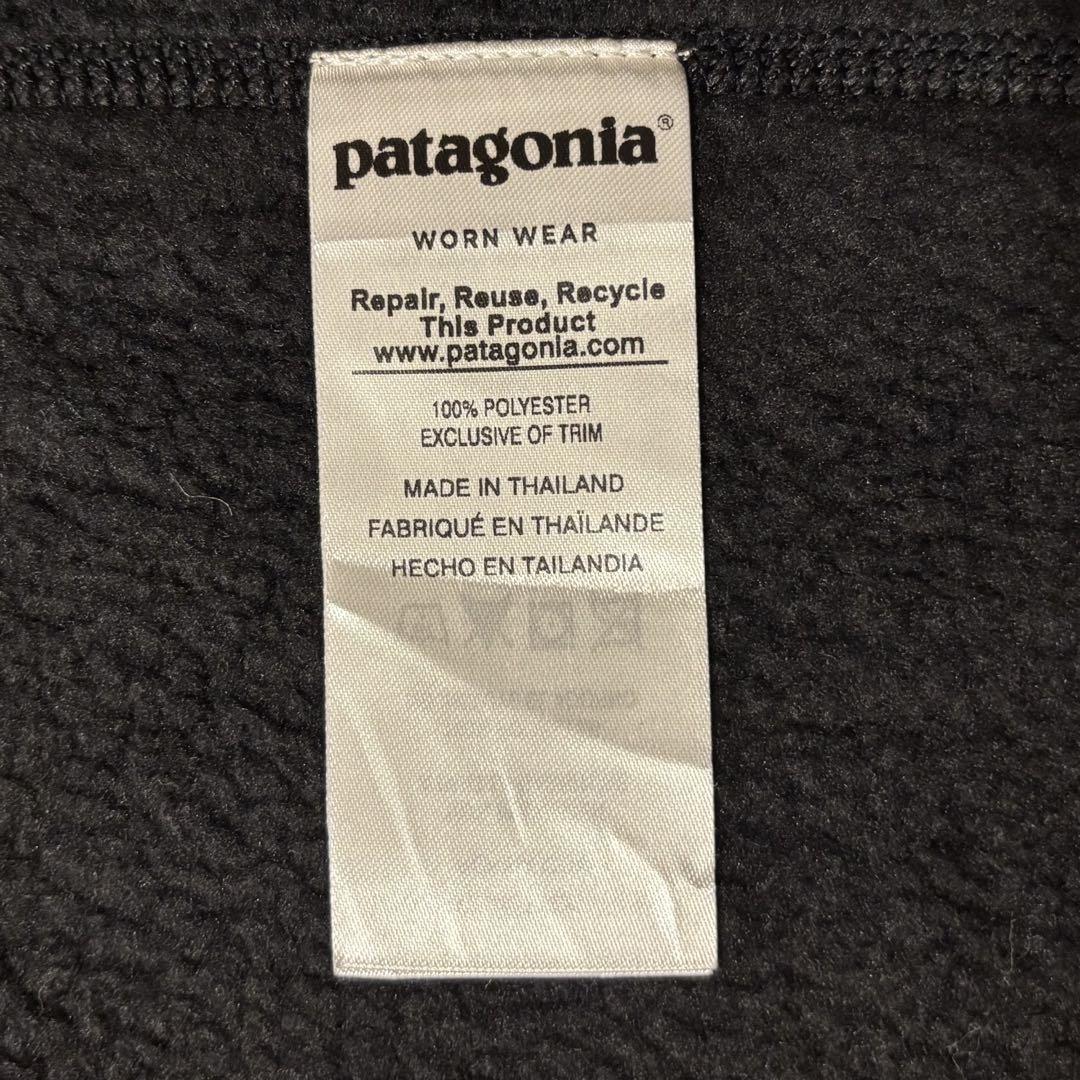 patagonia®
WORN WEAR
Repair, Reuse, Recycle
This Product
www.patagonia.com
100% POLYESTER
EXCLUSIVE OF TRIM
MADE IN THAILAND
FABRIQUÉ EN THAÏLANDE
HECHO EN TAILANDIA